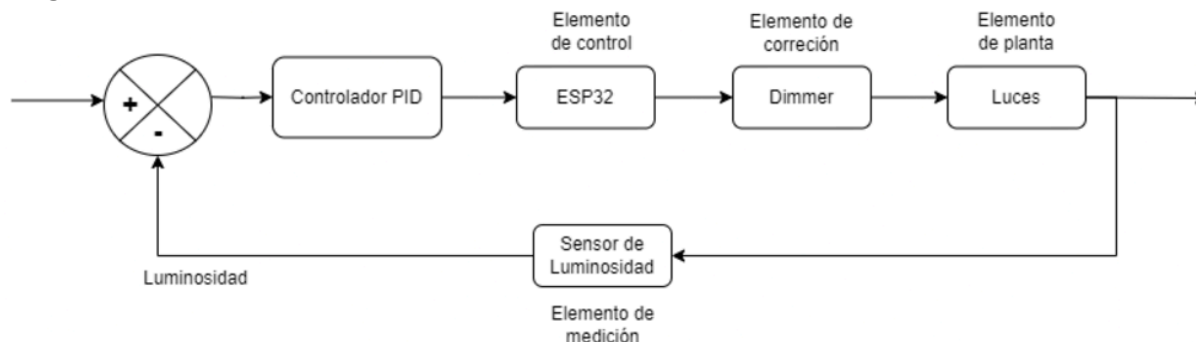 Elemento
de control
Elemento de
correción
Elemento
de planta
+
-
Controlador PID
ESP32
Dimmer
Luces
Sensor de
Luminosidad
Luminosidad
Elemento de
medición